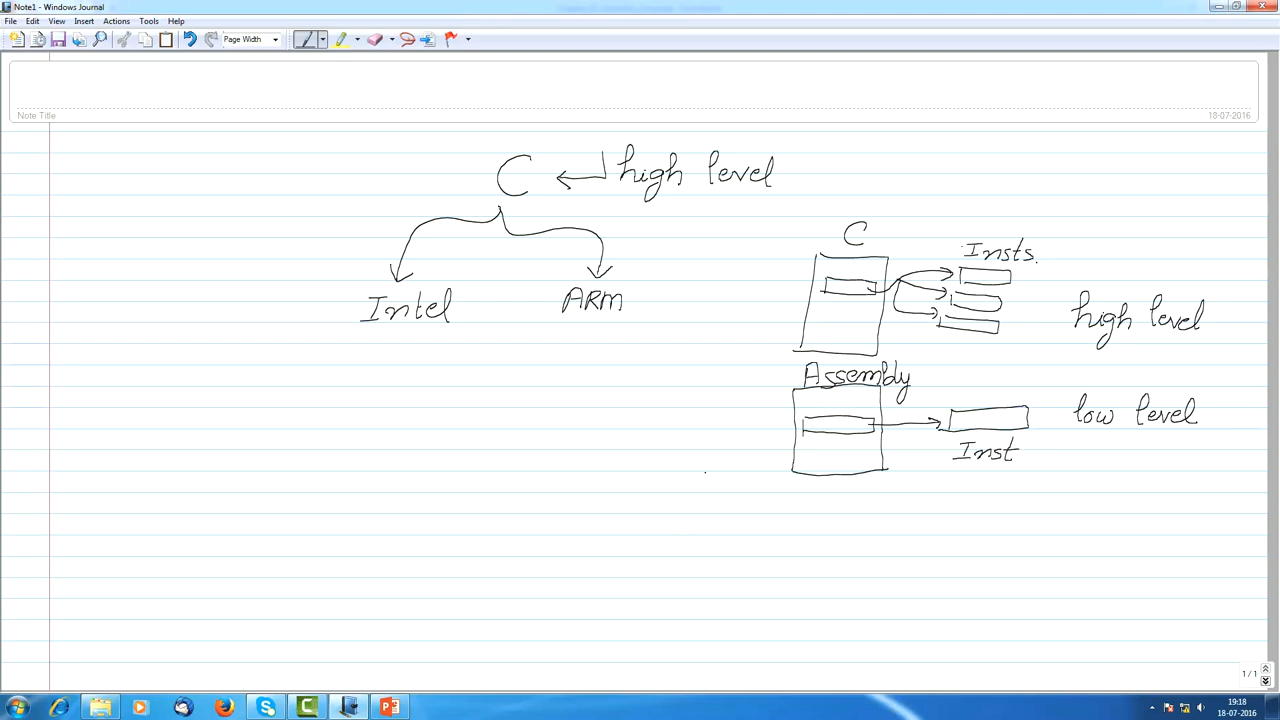 Note1 - Windows Journal
File Edit View Insert Actions Tools Help
Page Width
Note Title
18-07-2016
C high level
Intel ARM
C
Insts.
high level
Assembly
low level
Inst
1/1
19:18
18-07-2016